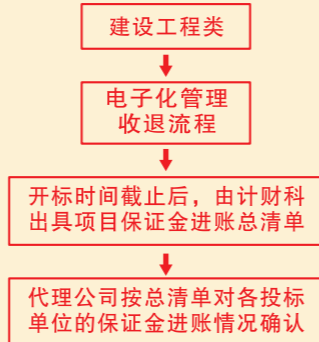 建设工程类
电子化管理
收退流程
开标时间截止后，由计财科
出具项目保证金进账总清单
代理公司按总清单对各投标
单位的保证金进账情况确认